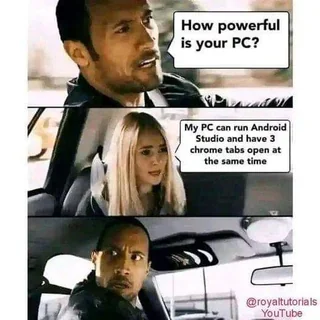 How powerful
is your PC?
My PC can run Android
Studio and have 3
chrome tabs open at
the same time
@royaltutorials
YouTube